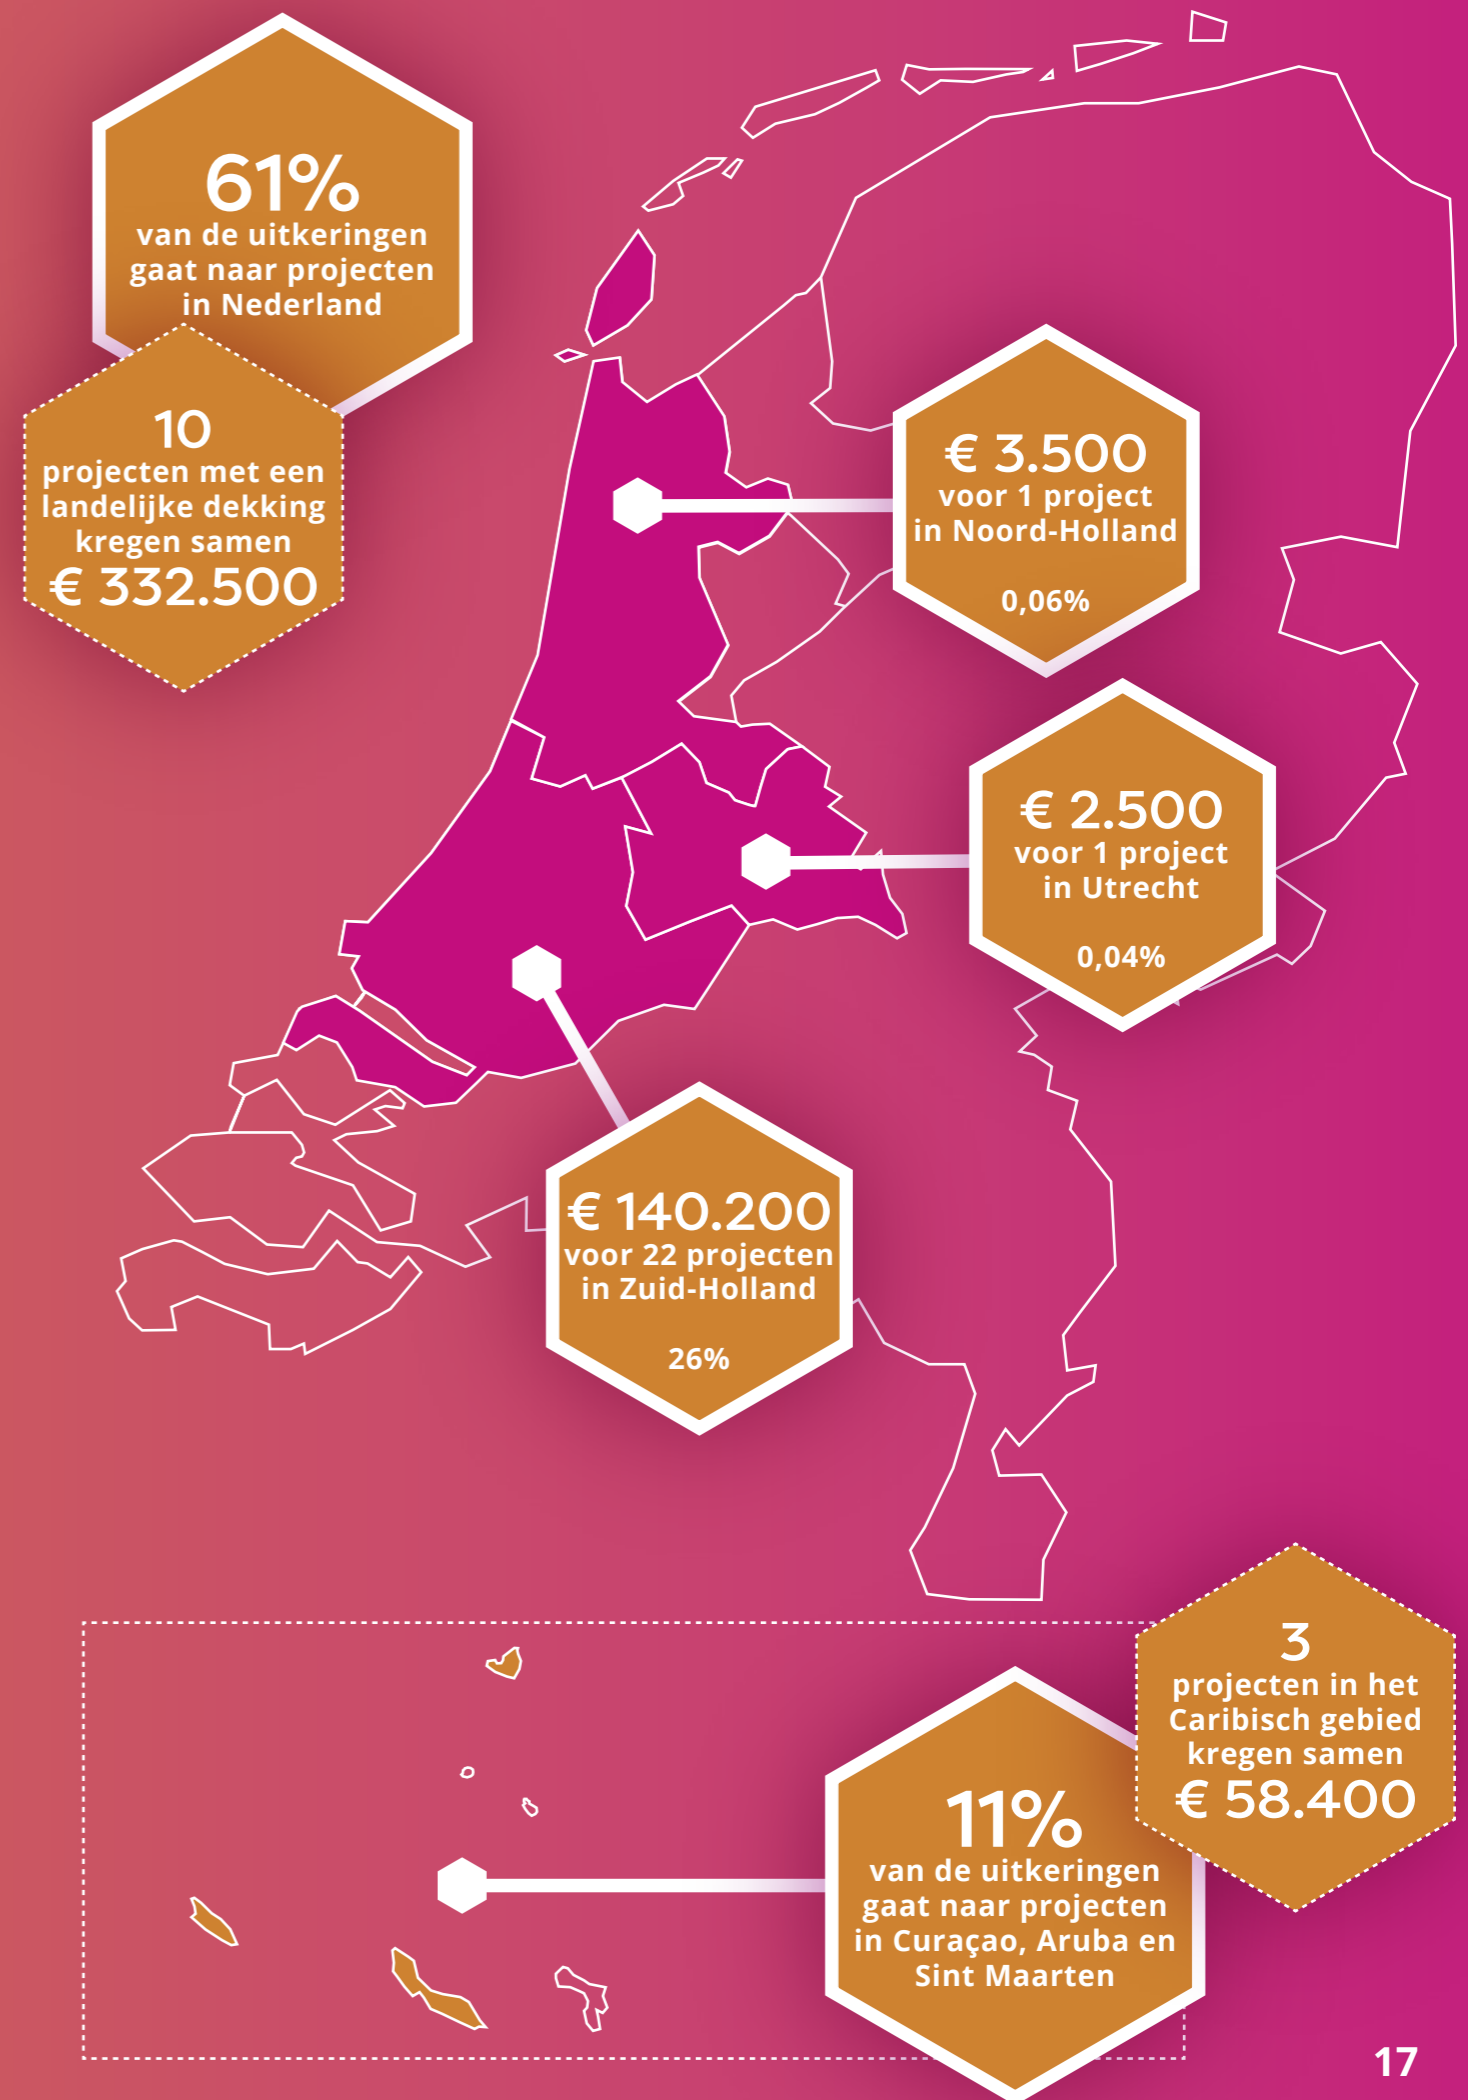 61%
van de uitkeringen
gaat naar projecten
in Nederland
10
projecten met een
landelijke dekking
kregen samen
€ 332.500
€ 3.500
voor 1 project
in Noord-Holland
0,06%
€ 2.500
voor 1 project
in Utrecht
0,04%
€ 140.200
voor 22 projecten
in Zuid-Holland
26%
3
projecten in het
Caribisch gebied
kregen samen
€ 58.400
11%
van de uitkeringen
gaat naar projecten
in Curaçao, Aruba en
Sint Maarten
17